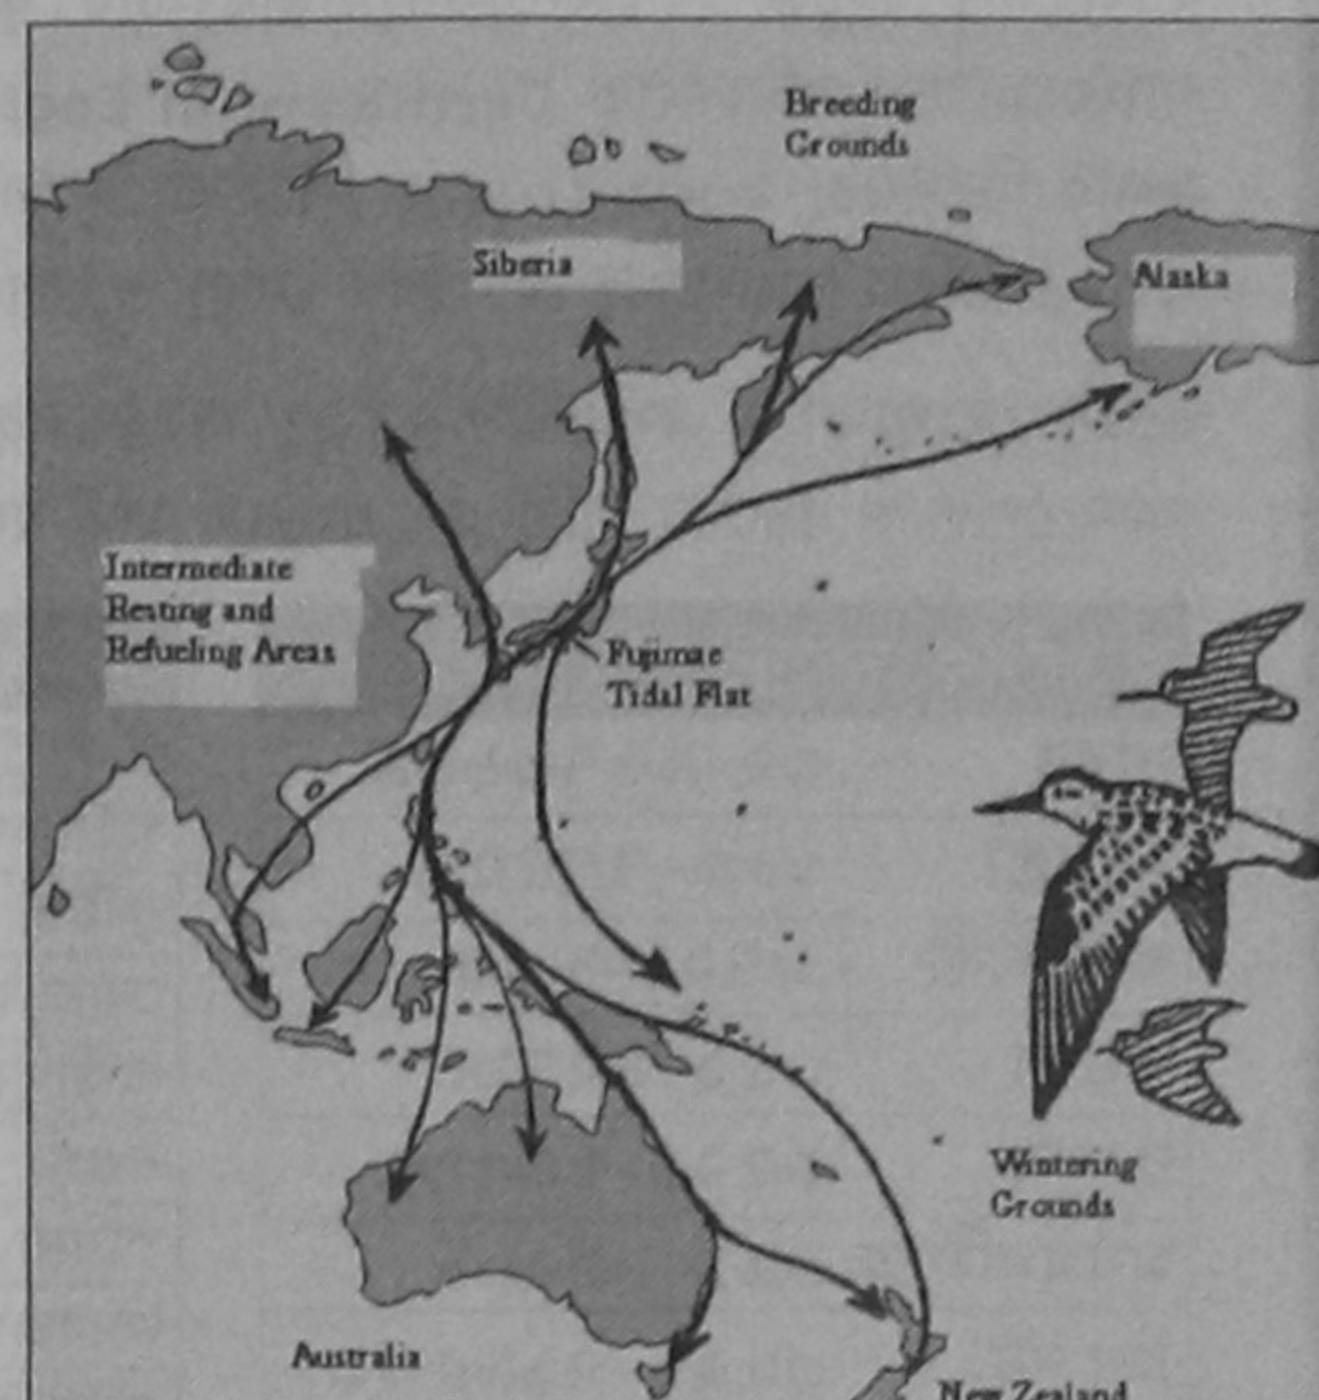 Breeding
Grounds
Siberia
Alaska
Intermediate
Resting and
Refueling Areas
Fujimae
Tidal Flat
Wintering
Grounds
Australia
New Zealand